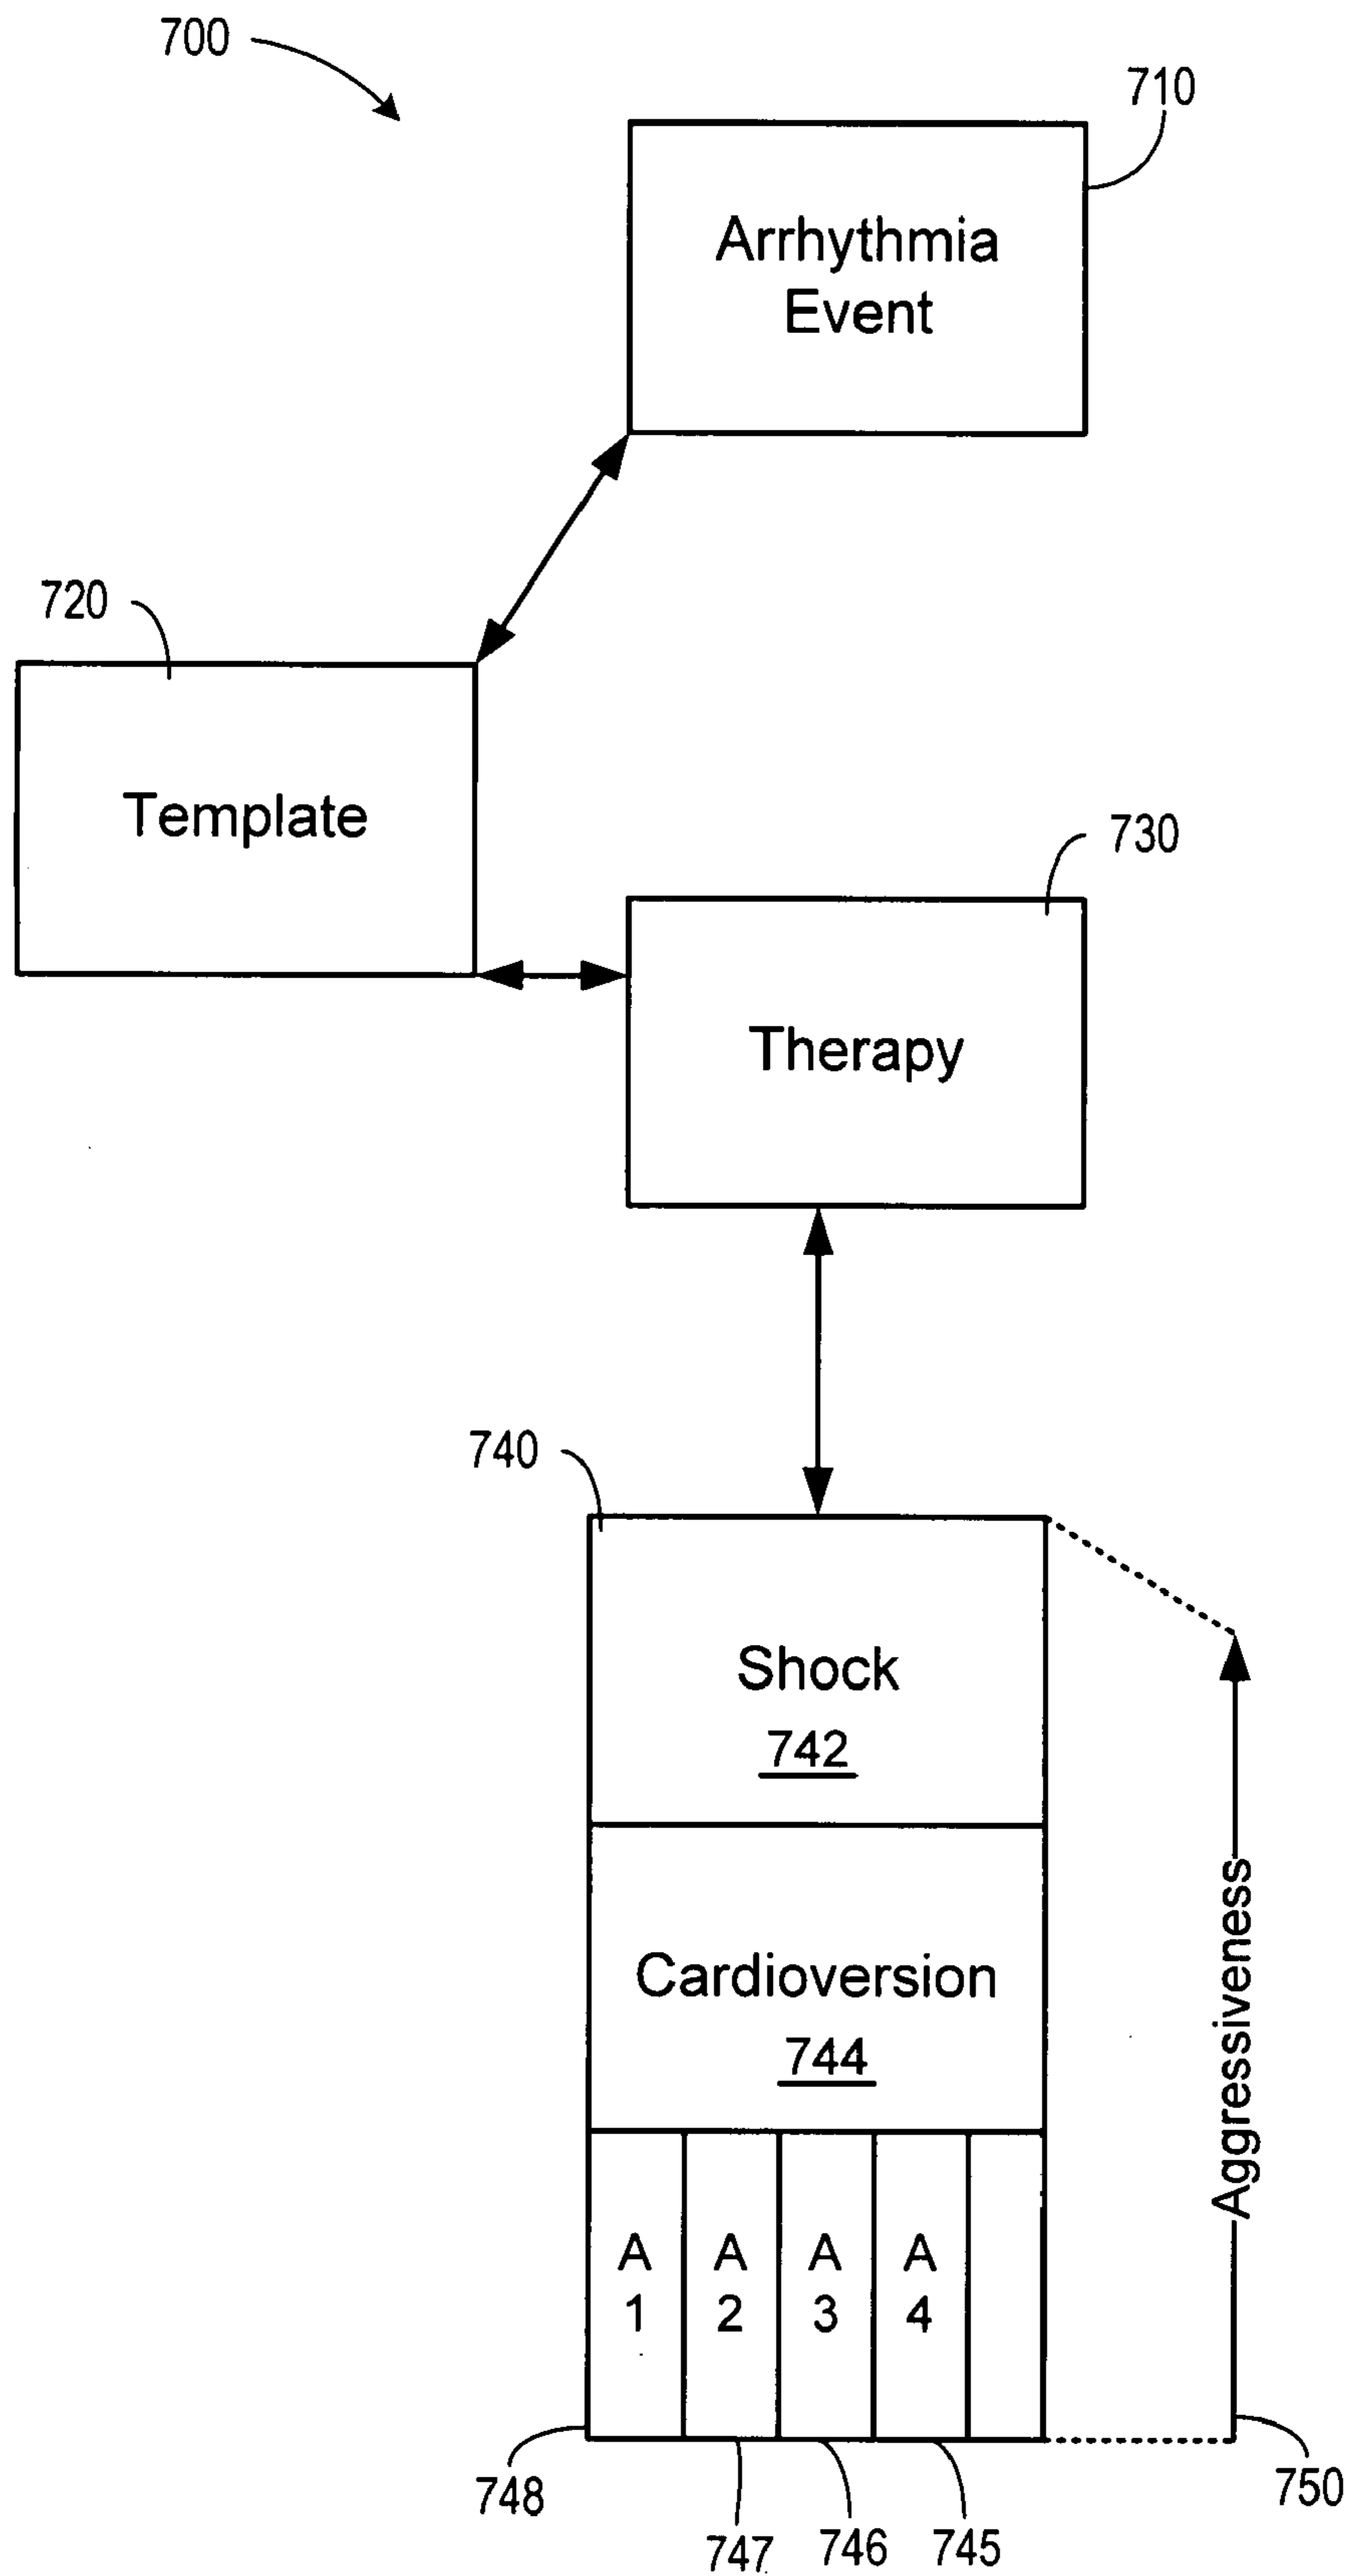 700
710
Arrhythmia
Event
720
Template
730
Therapy
740
Shock
742
Cardioversion
744
Aggressiveness
A A A A
1 2 3 4
748
747
746
745
750